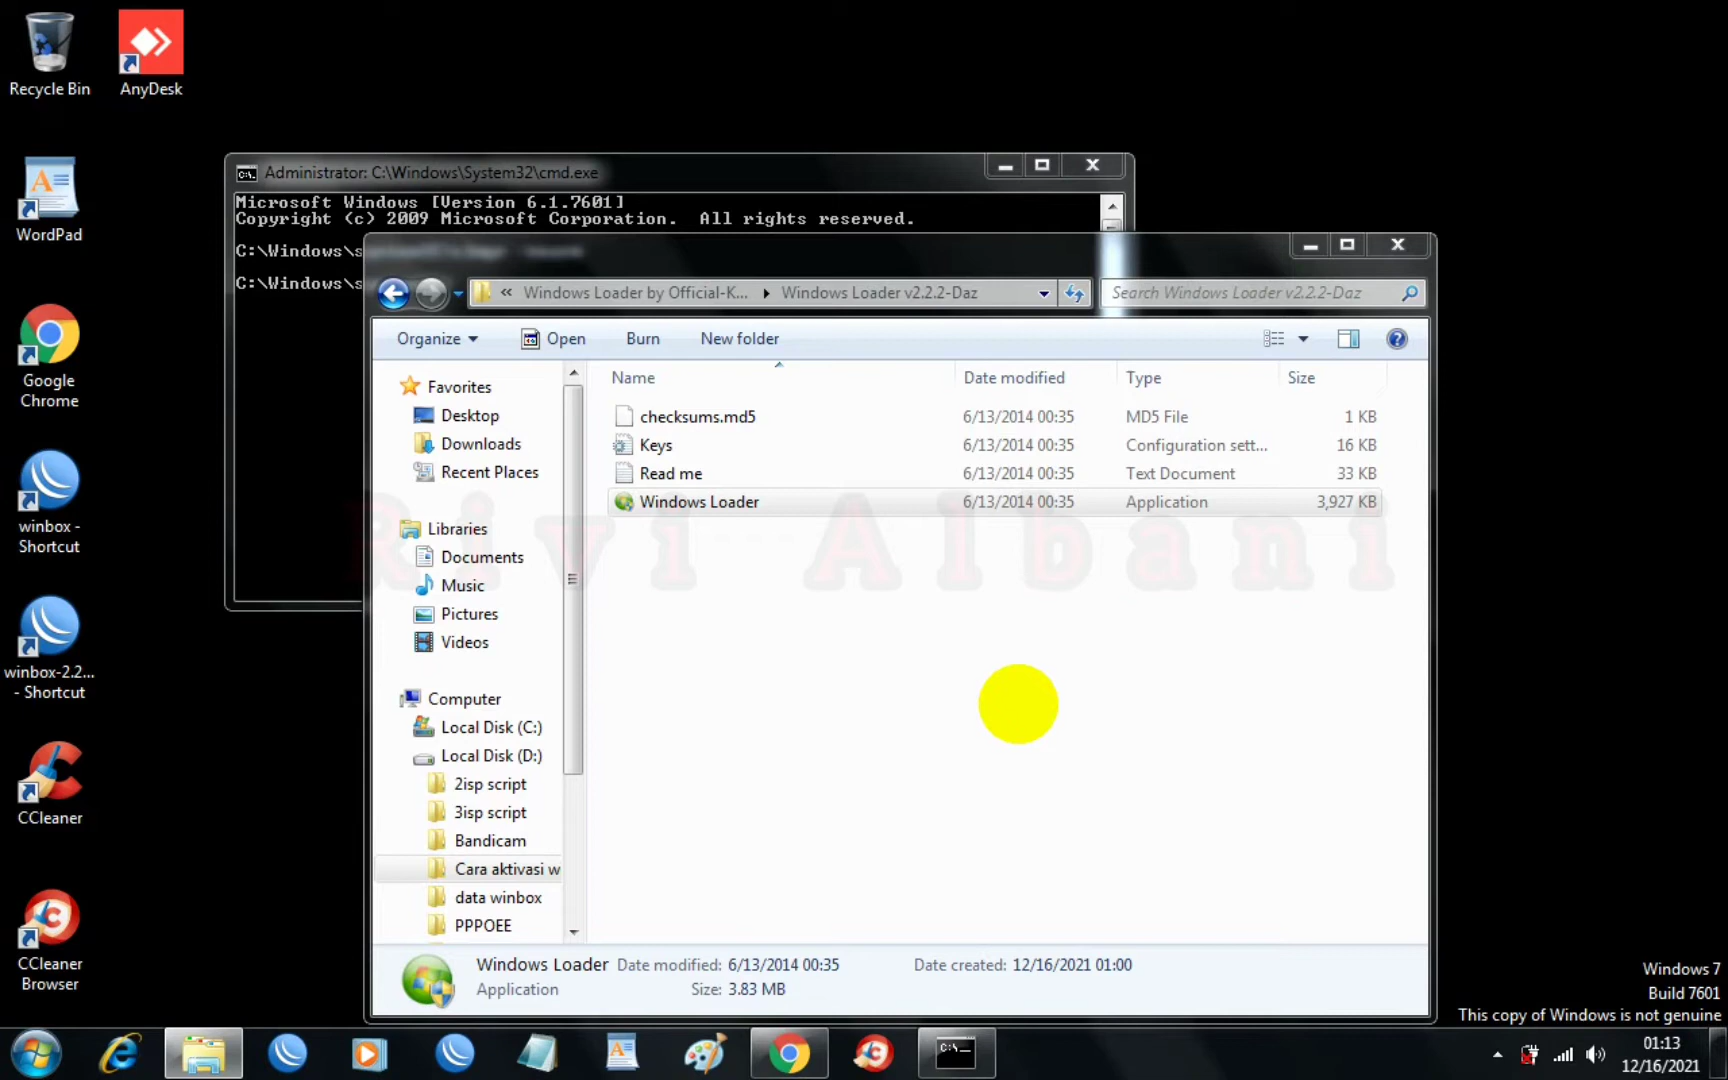 Recycle Bin
AnyDesk
WordPad
Google
Chrome
winbox -
Shortcut
winbox-2.2...
- Shortcut
CCleaner
CCleaner
Browser
Administrator: C:\Windows\System32\cmd.exe
Microsoft Windows [Version 6.1.7601]
Copyright (c) 2009 Microsoft Corporation.  All rights reserved.
C:\Windows\s
C:\Windows\s
« Windows Loader by Official-K... Windows Loader v2.2.2-Daz
Search Windows Loader v2.2.2-Daz
Organize Open Burn New folder
Name Date modified Type Size
checksums.md5 6/13/2014 00:35 MD5 File 1 KB
Keys 6/13/2014 00:35 Configuration sett... 16 KB
Read me 6/13/2014 00:35 Text Document 33 KB
Windows Loader 6/13/2014 00:35 Application 3,927 KB
Favorites
Desktop
Downloads
Recent Places
Libraries
Documents
Music
Pictures
Videos
Computer
Local Disk (C:)
Local Disk (D:)
2isp script
3isp script
Bandicam
Cara aktivasi w
data winbox
PPPOEE
Rivi Albani
Windows Loader Date modified: 6/13/2014 00:35 Date created: 12/16/2021 01:00
Application Size: 3.83 MB
Windows 7
Build 7601
This copy of Windows is not genuine
01:13
12/16/2021